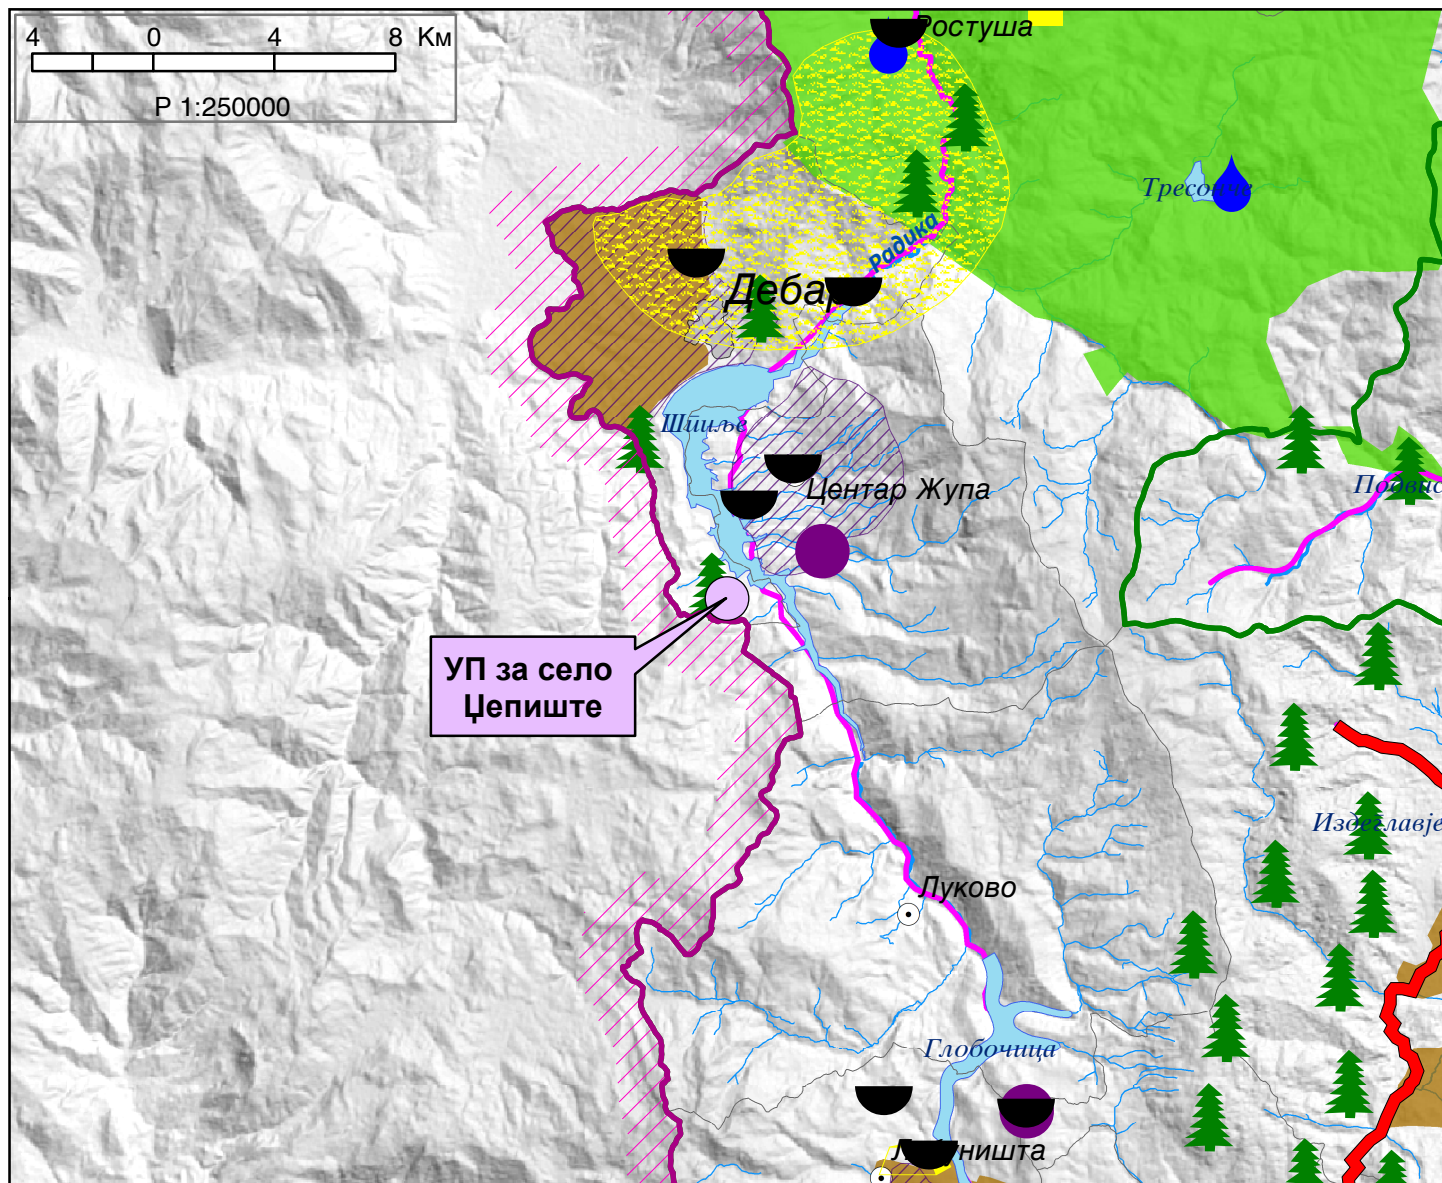 4 0 4 8 Км
Р 1:250000
Ростуша
Тресонче
Радика
Дебар
Шпиље
Центар Жупа
Подвис
УП за село
Џепиште
Издеглавје
Луково
Глобочица